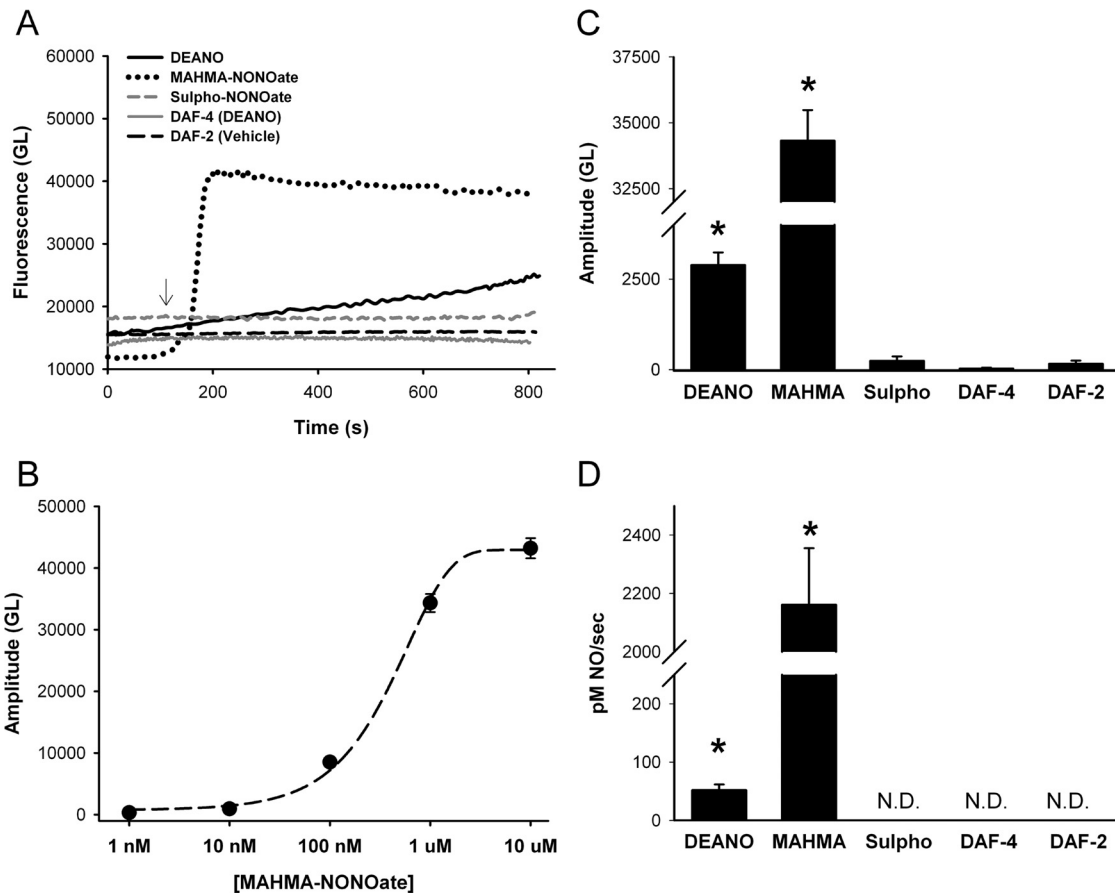 A
60000
50000
40000
30000
20000
10000
Fluorescence (GL)
DEANO
MAHMA-NONOate
Sulpho-NONOate
DAF-4 (DEANO)
DAF-2 (Vehicle)
0 200 400 600 800
Time (s)
C
37500
35000
32500
2500
0
Amplitude (GL)
* *
DEANO MAHMA Sulpho DAF-4 DAF-2
B
50000
40000
30000
20000
10000
0
Amplitude (GL)
1 nM 10 nM 100 nM 1 uM 10 uM
[MAHMA-NONOate]
D
2400
2200
2000
200
100
0
pM NO/sec
* *
N.D. N.D. N.D.
DEANO MAHMA Sulpho DAF-4 DAF-2